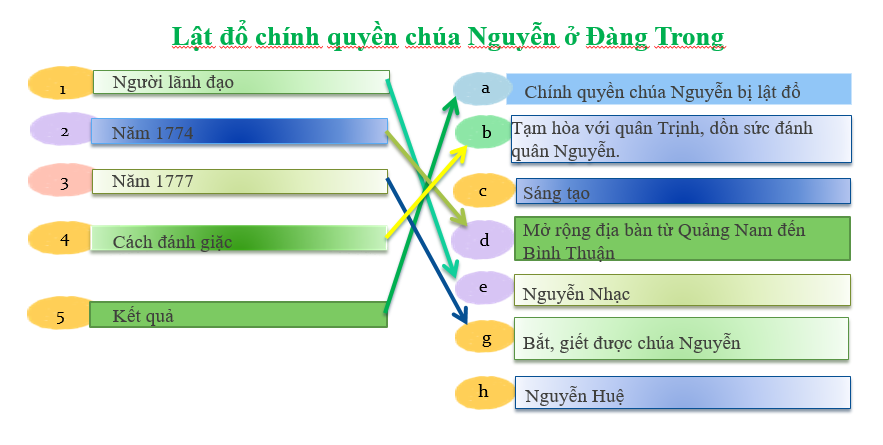 Lật đổ chính quyền chúa Nguyễn ở Đàng Trong
1
Người lãnh đạo
2
Năm 1774
3
Năm 1777
4
Cách đánh giặc
5
Kết quả
a
Chính quyền chúa Nguyễn bị lật đổ
b
Tạm hòa với quân Trịnh, dồn sức đánh
quân Nguyễn.
c
Sáng tạo
d
Mở rộng địa bàn từ Quảng Nam đến
Bình Thuận
e
Nguyễn Nhạc
g
Bắt, giết được chúa Nguyễn
h
Nguyễn Huệ